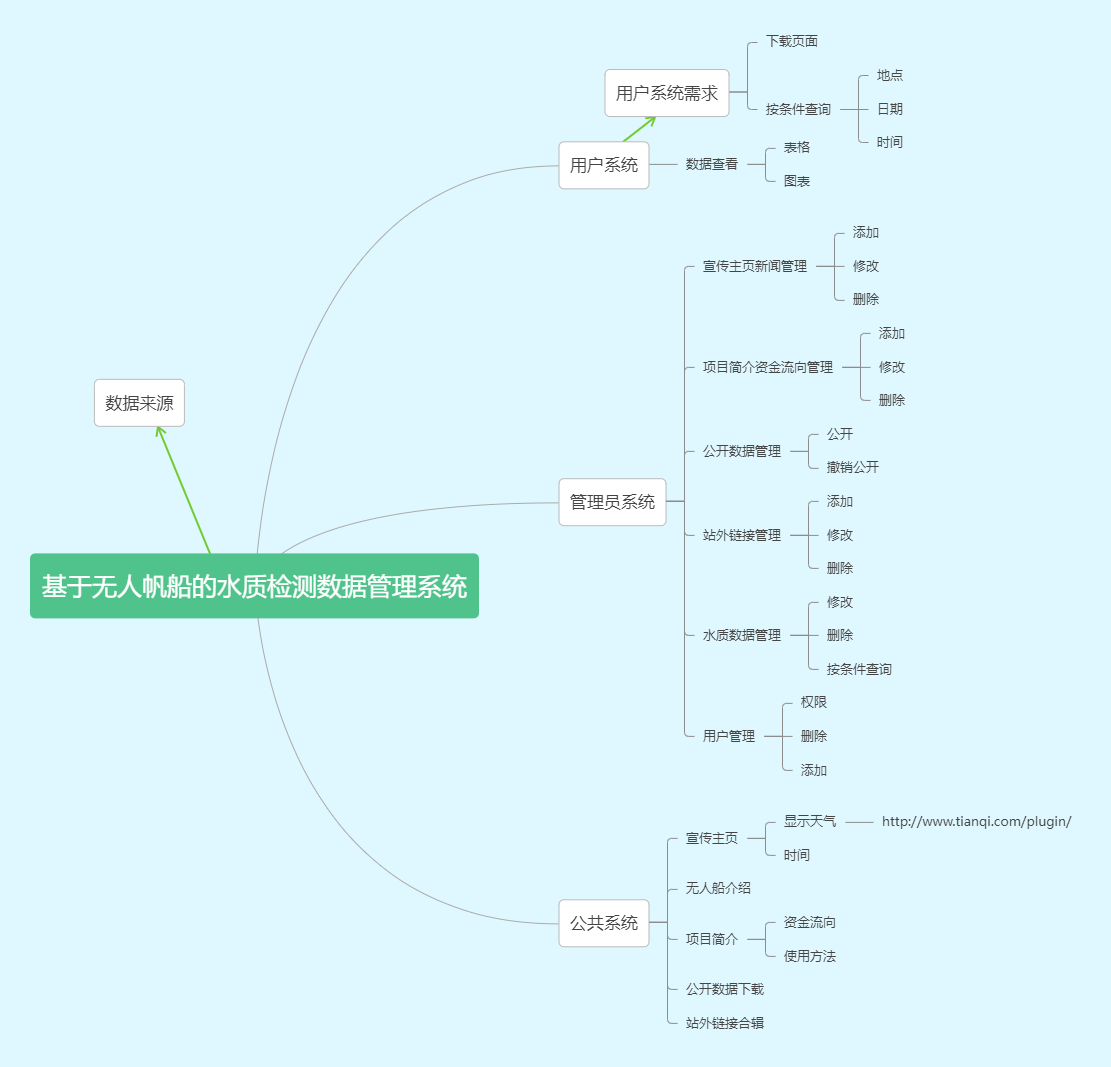 下载页面
用户系统需求
按条件查询
地点
日期
时间
用户系统
数据查看
表格
图表
数据来源
基于无人帆船的水质检测数据管理系统
管理员系统
宣传主页新闻管理
添加
修改
删除
项目简介资金流向管理
添加
修改
删除
公开数据管理
公开
撤销公开
站外链接管理
添加
修改
删除
水质数据管理
修改
删除
按条件查询
用户管理
权限
删除
添加
公共系统
宣传主页
显示天气
http://www.tianqi.com/plugin/
时间
无人船介绍
项目简介
资金流向
使用方法
公开数据下载
站外链接合辑